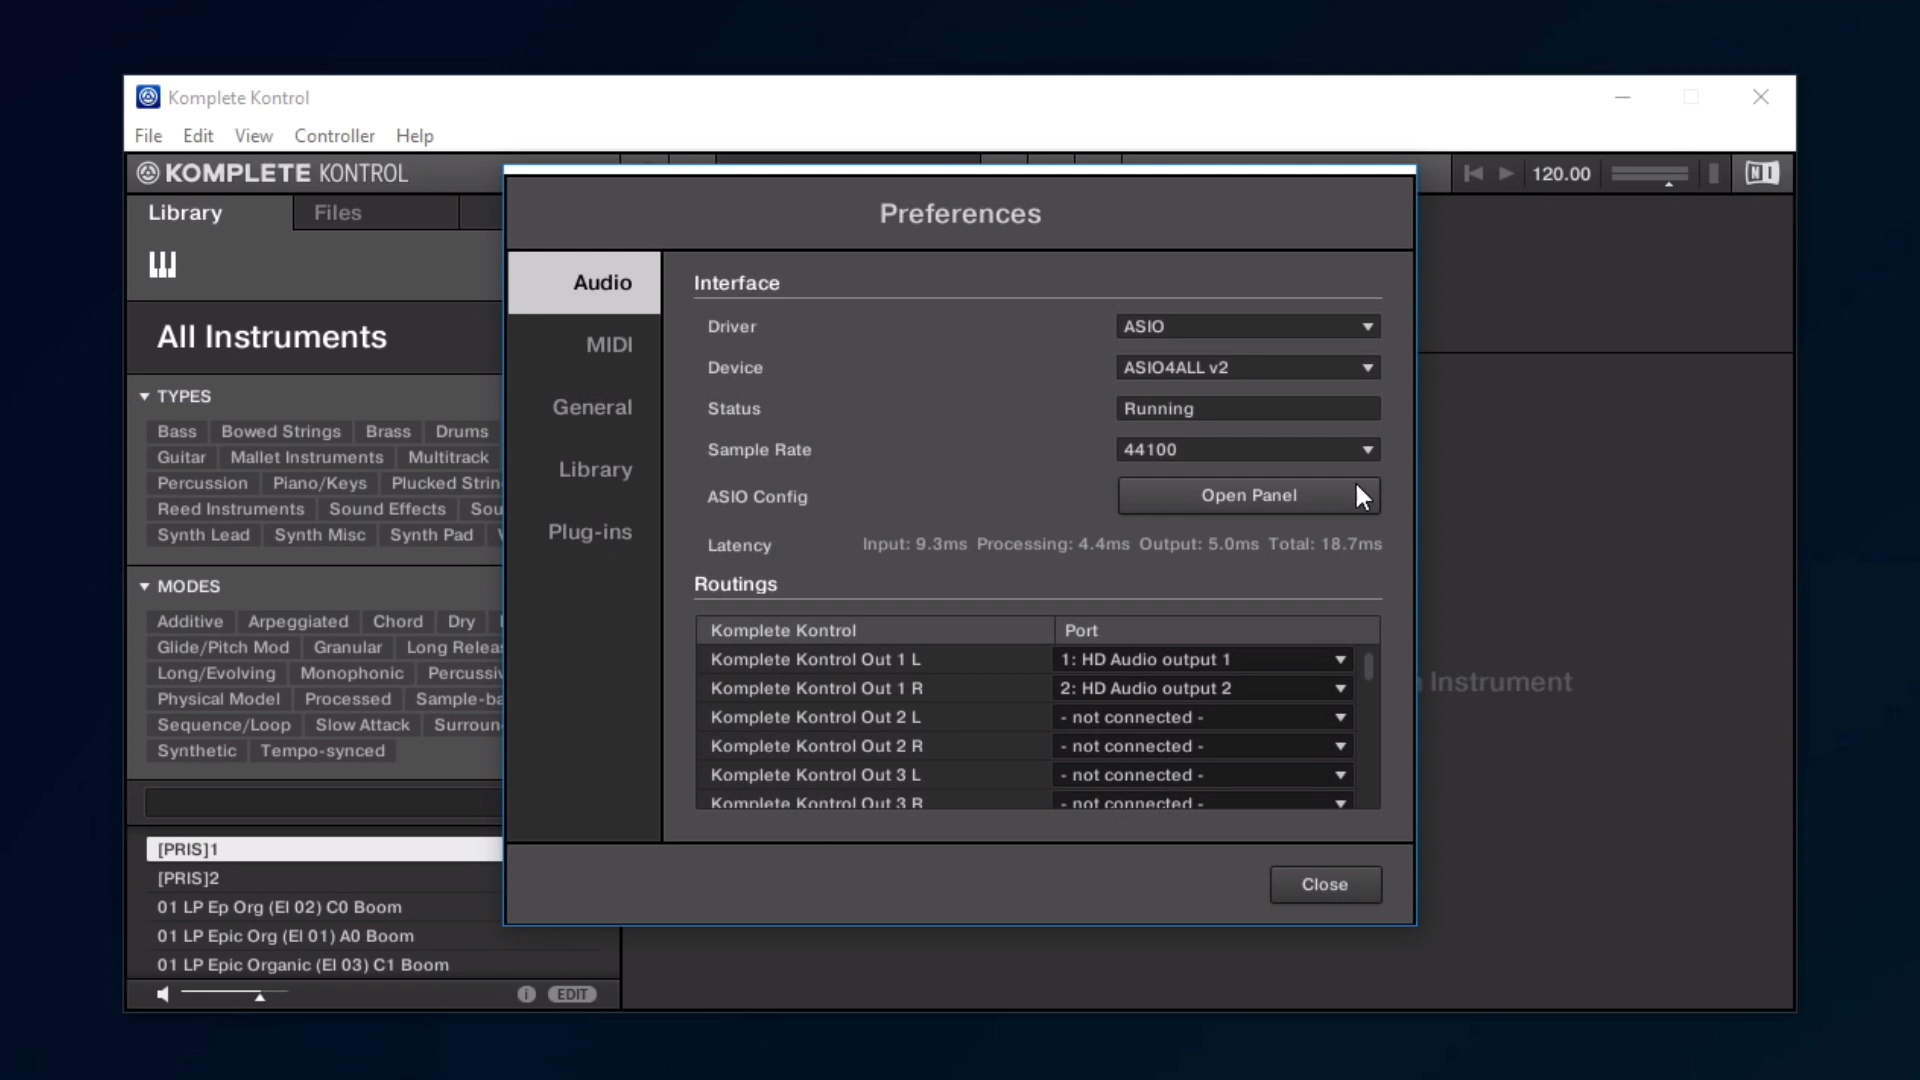 Komplete Kontrol
File Edit View Controller Help
KOMPLETE KONTROL
120.00
Library Files
All Instruments
TYPES
Bass Bowed Strings Brass Drums
Guitar Mallet Instruments Multitrack
Percussion Piano/Keys Plucked Strin
Reed Instruments Sound Effects Sou
Synth Lead Synth Misc Synth Pad
MODES
Additive Arpeggiated Chord Dry
Glide/Pitch Mod Granular Long Relea
Long/Evolving Monophonic Percussiv
Physical Model Processed Sample-ba
Sequence/Loop Slow Attack Surroun
Synthetic Tempo-synced
[PRIS]1
[PRIS]2
01 LP Ep Org (El 02) C0 Boom
01 LP Epic Org (El 01) A0 Boom
01 LP Epic Organic (El 03) C1 Boom
EDIT
Preferences
Audio
MIDI
General
Library
Plug-ins
Interface
Driver ASIO
Device ASIO4ALL v2
Status Running
Sample Rate 44100
ASIO Config Open Panel
Latency Input: 9.3ms Processing: 4.4ms Output: 5.0ms Total: 18.7ms
Routings
Komplete Kontrol Port
Komplete Kontrol Out 1 L 1: HD Audio output 1
Komplete Kontrol Out 1 R 2: HD Audio output 2
Komplete Kontrol Out 2 L - not connected -
Komplete Kontrol Out 2 R - not connected -
Komplete Kontrol Out 3 L - not connected -
Komplete Kontrol Out 3 R - not connected -
Close
Instrument